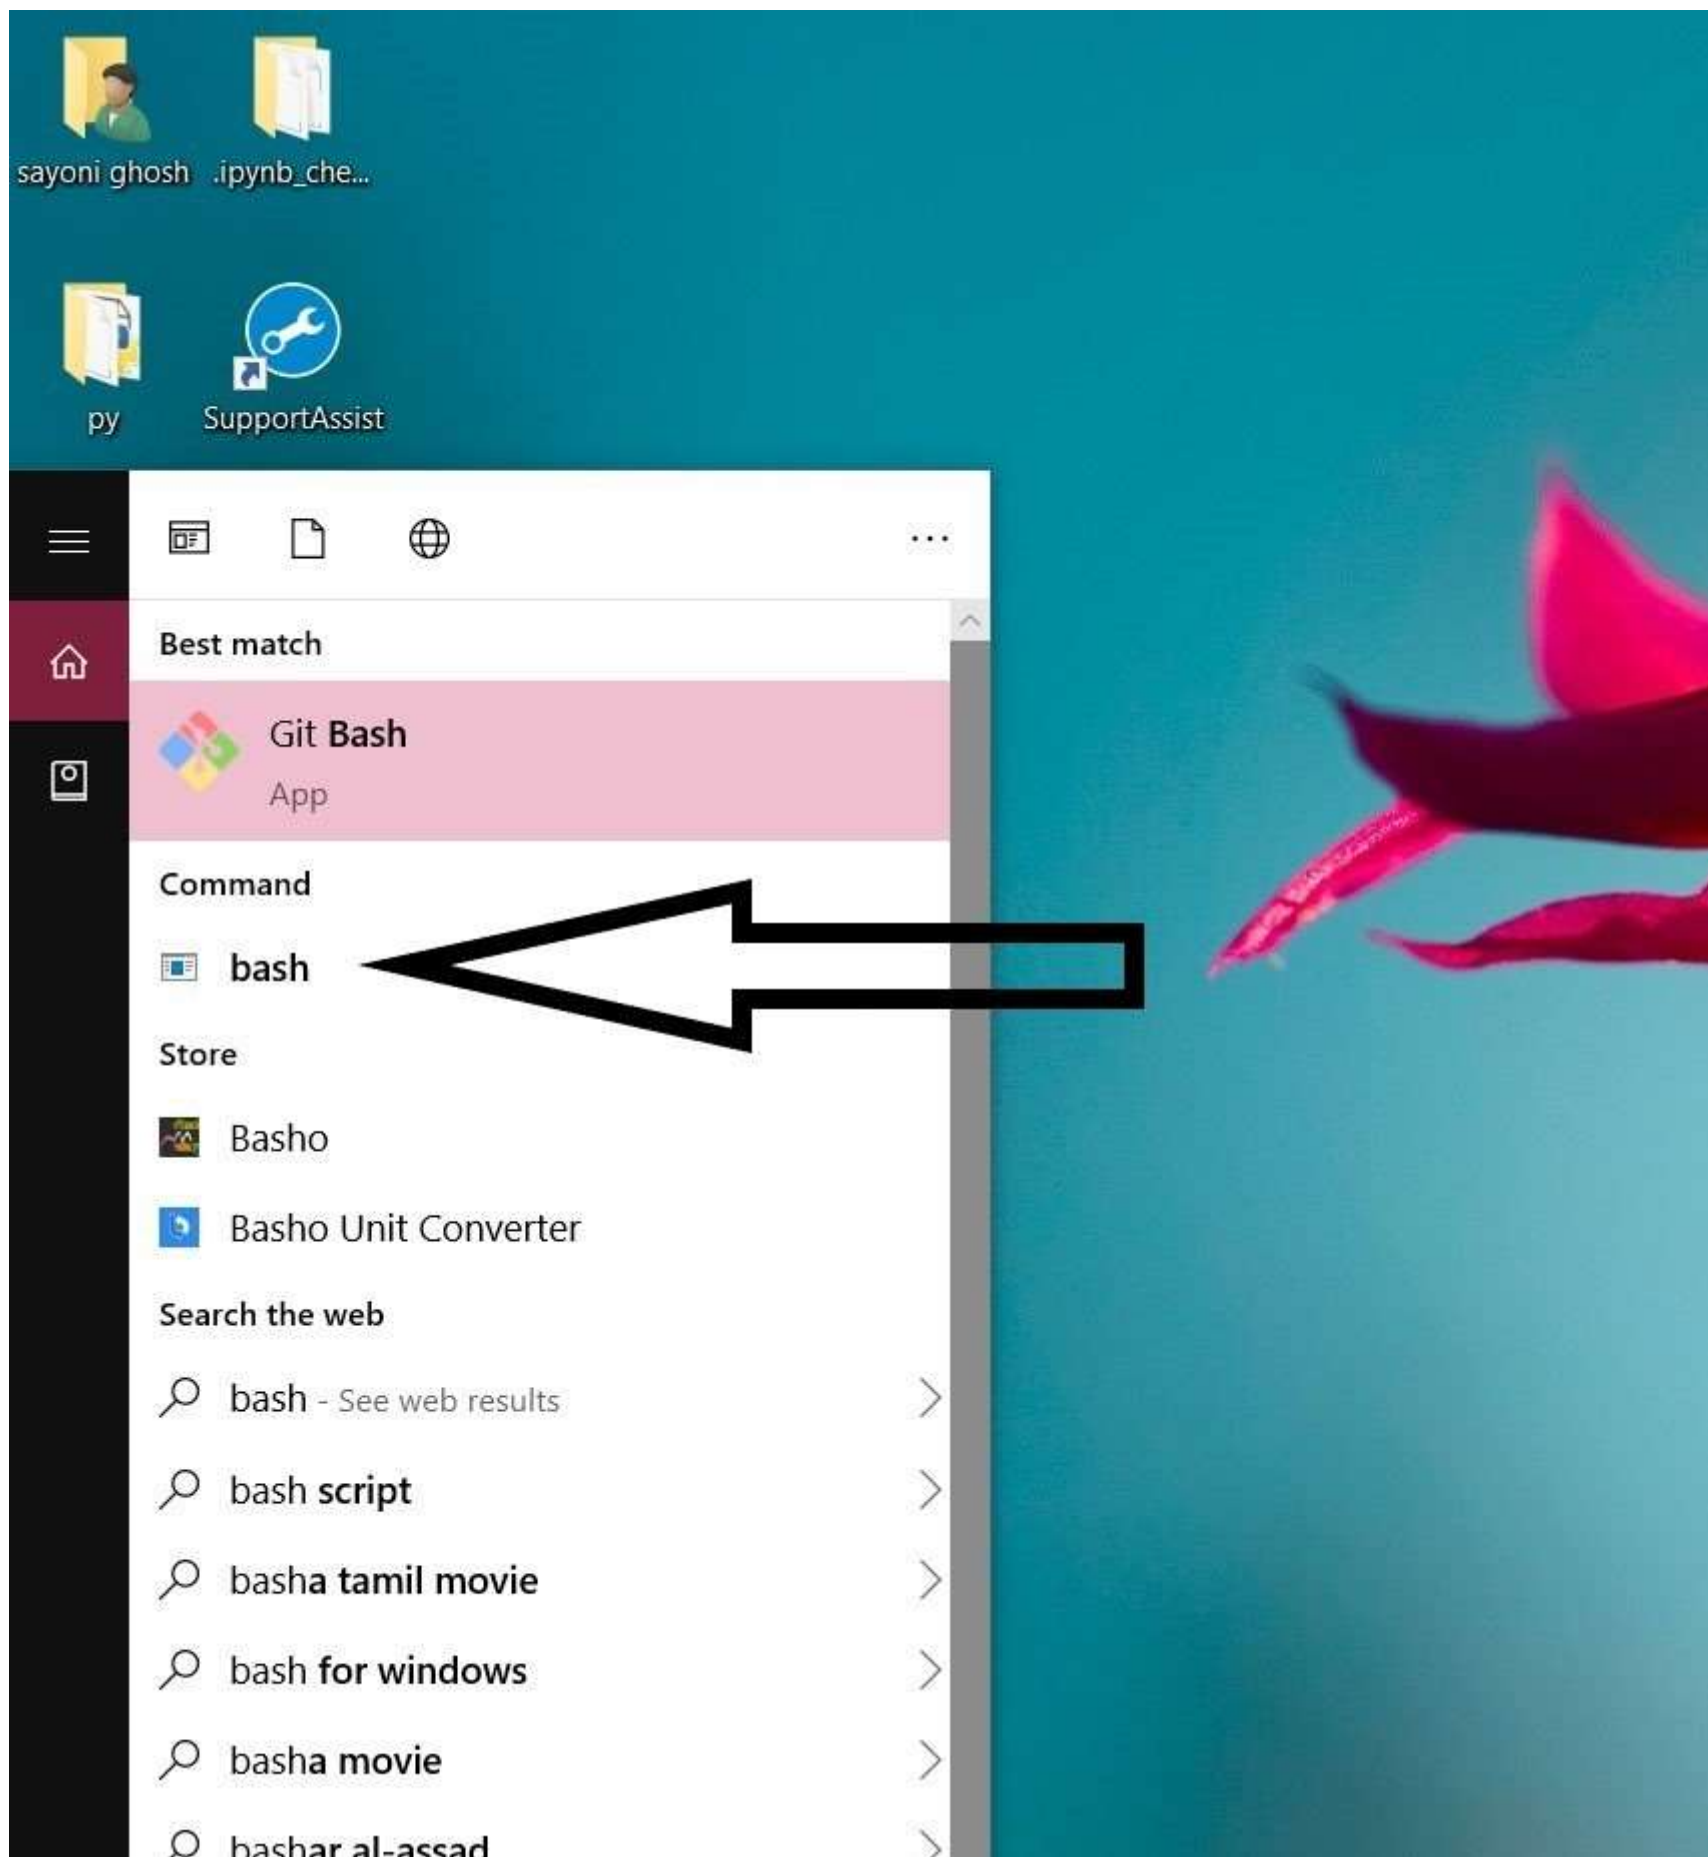 sayoni ghosh .ipynb_che...
py SupportAssist
...
Best match
Git Bash
App
Command
bash
Store
Basho
Basho Unit Converter
Search the web
bash - See web results
bash script
basha tamil movie
bash for windows
basha movie
bashar al-assad